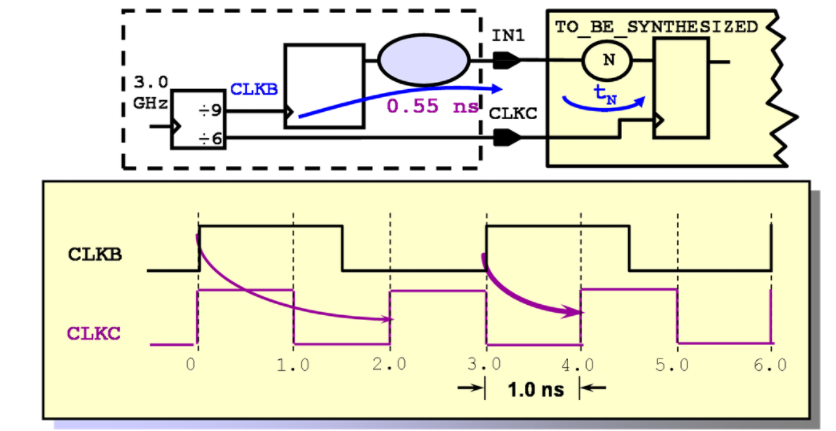 IN1
TO_BE_SYNTHESIZED
N
3.0
GHz
CLKB
÷9
÷6
0.55 ns
tN
CLKC
CLKB
CLKC
0 1.0 2.0 3.0 4.0 5.0 6.0
1.0 ns